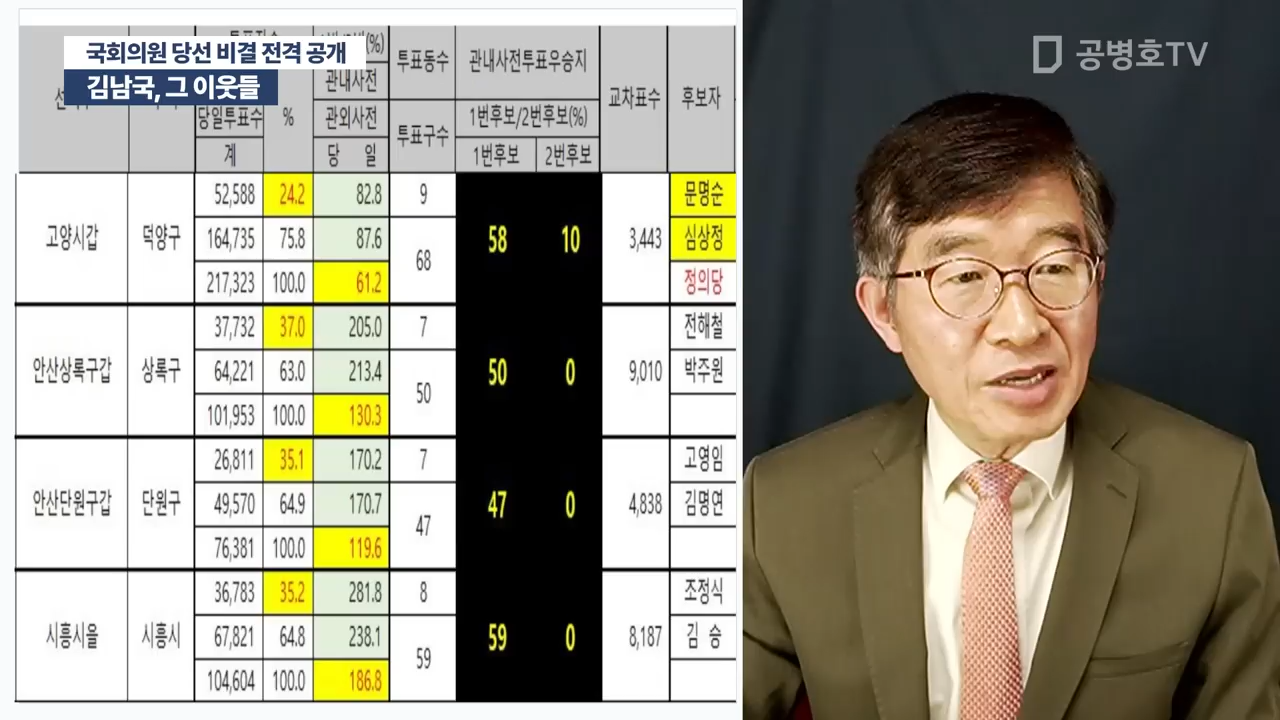 국회의원 당선 비결 전격 공개
김남국, 그 이웃들
공병호TV
당일투표수 % 관내사전 투표동수 관내사전투표우승지 교차표수 후보자
계 관외사전 투표구수 1번후보/2번후보(%)
당 일 1번후보 2번후보
고양시갑 덕양구 52,588 24.2 82.8 9 58 10 3,443 문명순
164,735 75.8 87.6 68 심상정
217,323 100.0 61.2 정의당
안산상록구갑 상록구 37,732 37.0 205.0 7 50 0 9,010 전해철
64,221 63.0 213.4 50 박주원
101,953 100.0 130.3
안산단원구갑 단원구 26,811 35.1 170.2 7 47 0 4,838 고영임
49,570 64.9 170.7 47 김명연
76,381 100.0 119.6
시흥시을 시흥시 36,783 35.2 281.8 8 59 0 8,187 조정식
67,821 64.8 238.1 59 김 승
104,604 100.0 186.8